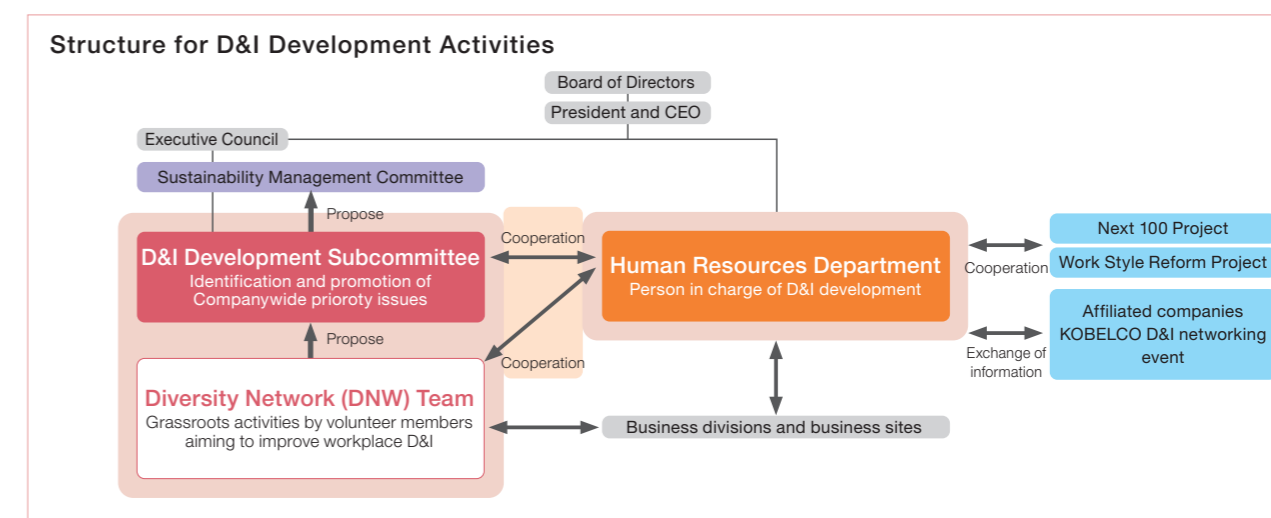 Structure for D&I Development Activities
Board of Directors
President and CEO
Executive Council
Sustainability Management Committee
Propose
D&I Development Subcommittee
Identification and promotion of
Companywide prioroty issues
Propose
Diversity Network (DNW) Team
Grassroots activities by volunteer members
aiming to improve workplace D&I
Cooperation
Cooperation
Human Resources Department
Person in charge of D&I development
Business divisions and business sites
Cooperation
Next 100 Project
Work Style Reform Project
Exchange of
information
Affiliated companies
KOBELCO D&I networking
event